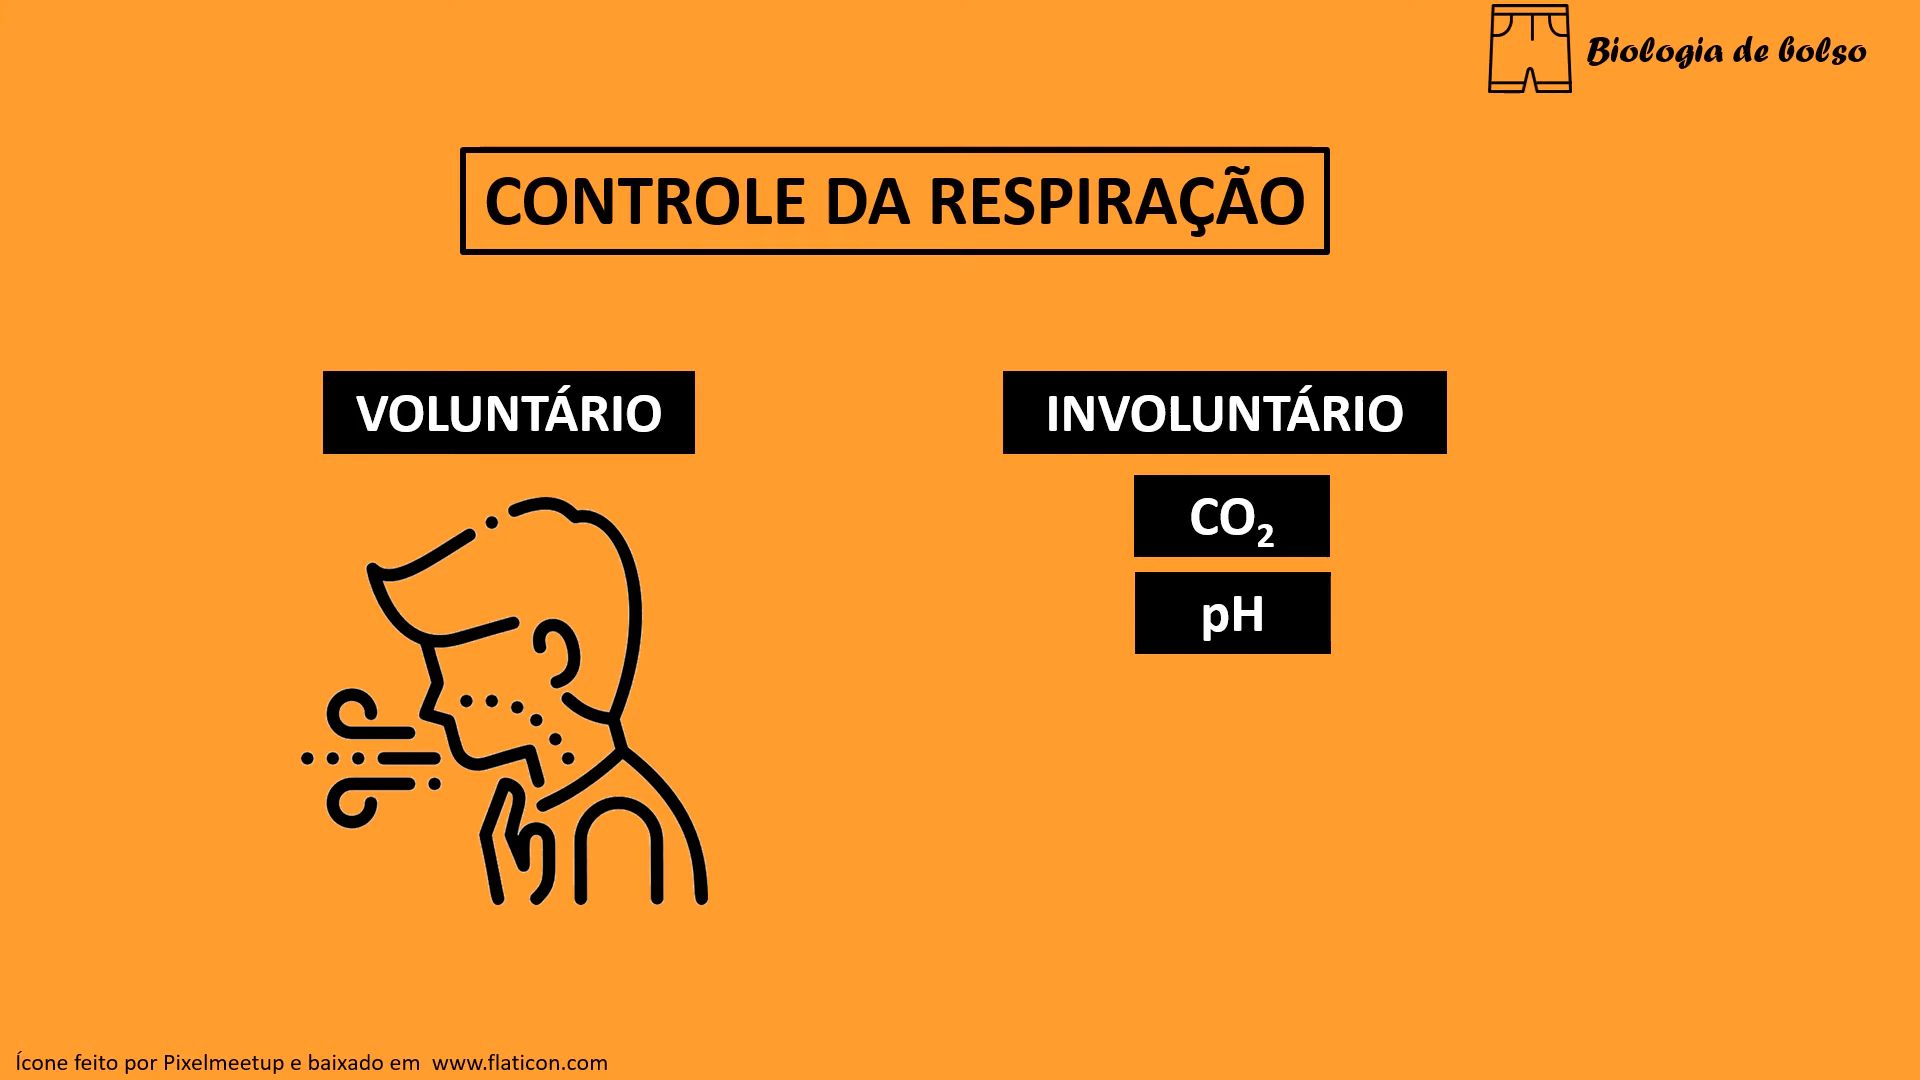 Biologia de bolso
CONTROLE DA RESPIRAÇÃO
VOLUNTÁRIO
INVOLUNTÁRIO
CO₂
pH
Ícone feito por Pixelmeetup e baixado em www.flaticon.com